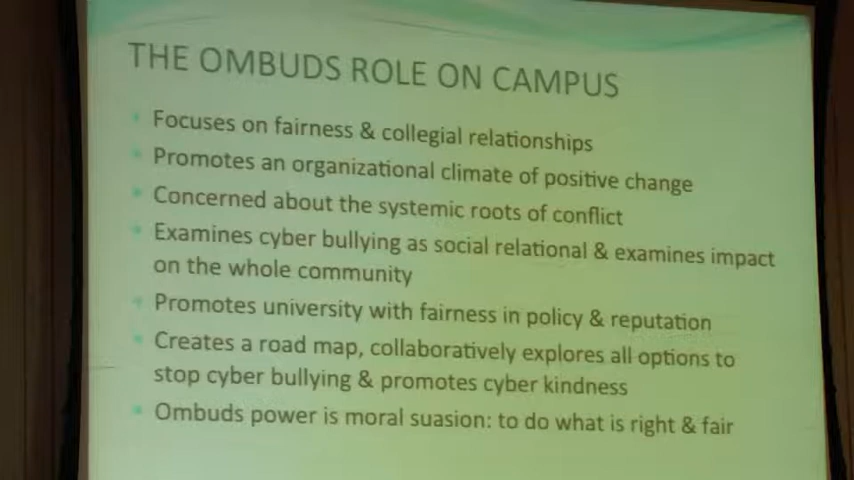 THE OMBUDS ROLE ON CAMPUS
Focuses on fairness & collegial relationships
Promotes an organizational climate of positive change
Concerned about the systemic roots of conflict
Examines cyber bullying as social relational & examines impact
on the whole community
Promotes university with fairness in policy & reputation
Creates a road map, collaboratively explores all options to
stop cyber bullying & promotes cyber kindness
Ombuds power is moral suasion: to do what is right & fair